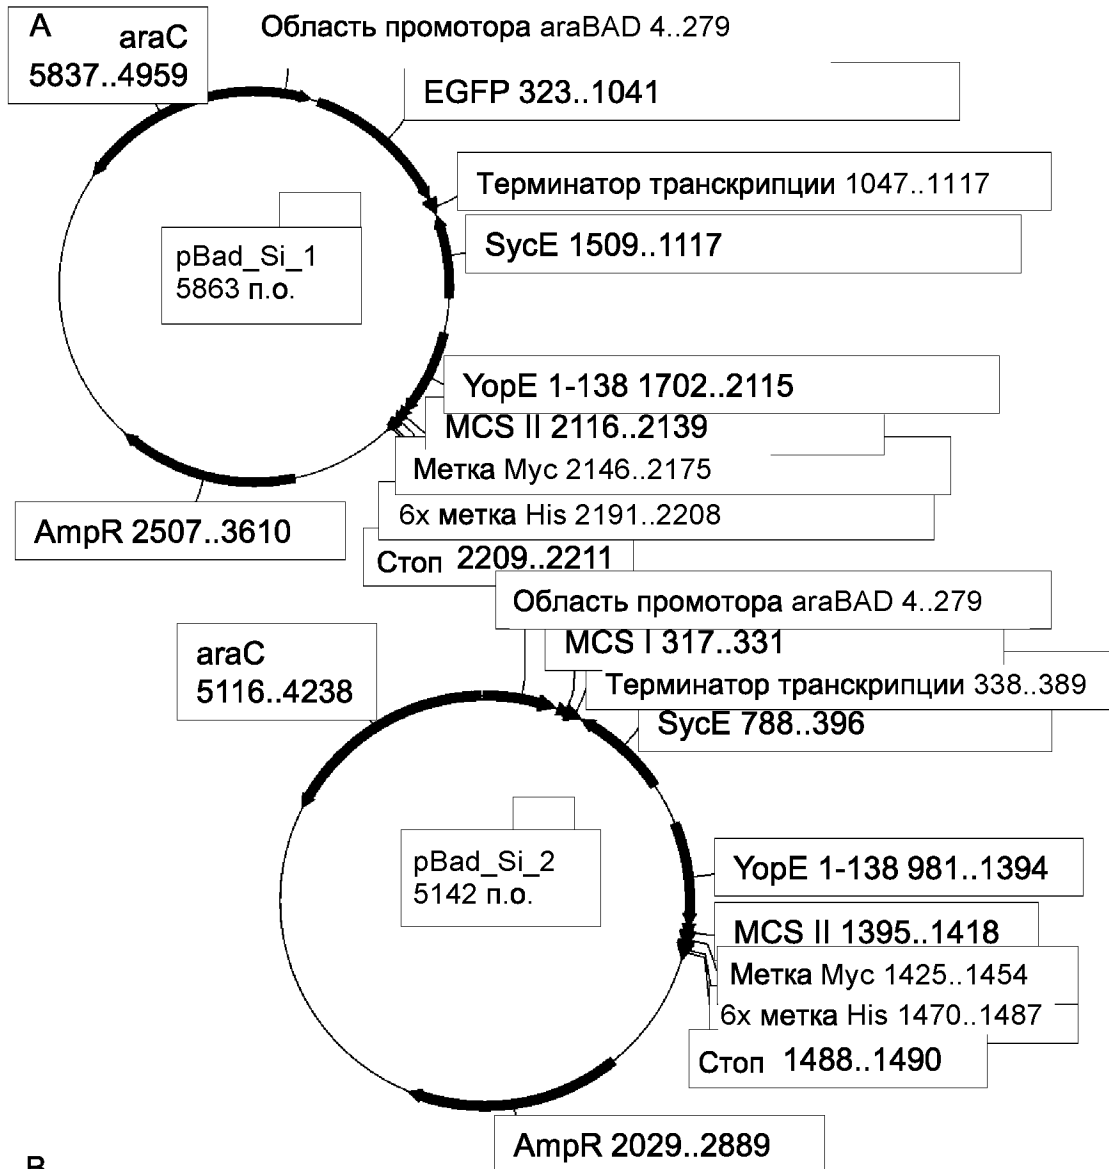 A
araC
5837..4959
Область промотора araBAD 4..279
EGFP 323..1041
Терминатор транскрипции 1047..1117
SycE 1509..1117
pBad_Si_1
5863 п.о.
YopE 1-138 1702..2115
MCS II 2116..2139
Метка Myc 2146..2175
6x метка His 2191..2208
Стоп 2209..2211
AmpR 2507..3610
Область промотора araBAD 4..279
MCS I 317..331
Терминатор транскрипции 338..389
SycE 788..396
araC
5116..4238
pBad_Si_2
5142 п.о.
YopE 1-138 981..1394
MCS II 1395..1418
Метка Myc 1425..1454
6x метка His 1470..1487
Стоп 1488..1490
AmpR 2029..2889
B